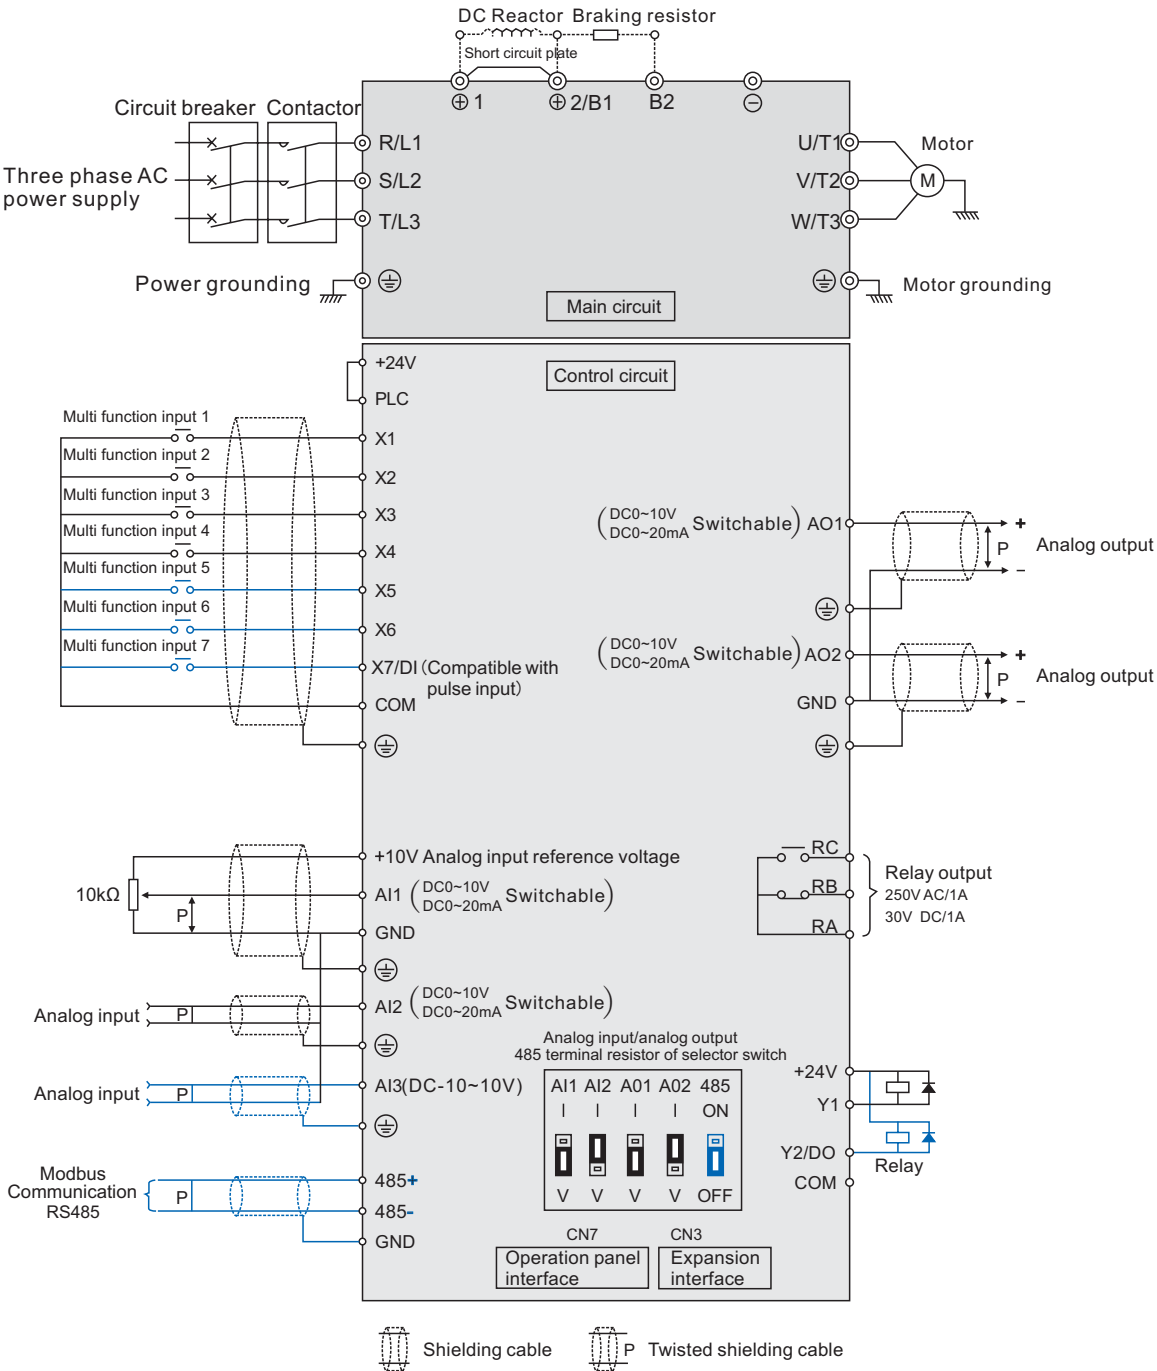 DC Reactor Braking resistor
Short circuit plate
⊕ 1
⊕ 2/B1
B2
⊖
Circuit breaker Contactor
Three phase AC
power supply
R/L1
S/L2
T/L3
U/T1
V/T2
W/T3
Motor
M
Power grounding
Motor grounding
Main circuit
Control circuit
+24V
PLC
Multi function input 1
X1
Multi function input 2
X2
Multi function input 3
X3
Multi function input 4
X4
Multi function input 5
X5
Multi function input 6
X6
Multi function input 7
X7/DI (Compatible with
pulse input)
COM
(DC0~10V
DC0~20mA Switchable) AO1
+
P
−
Analog output
(DC0~10V
DC0~20mA Switchable) AO2
GND
+
P
−
Analog output
+10V Analog input reference voltage
10kΩ
P
AI1 (DC0~10V
DC0~20mA Switchable)
GND
RC
RB
RA
Relay output
250V AC/1A
30V DC/1A
Analog input
P
AI2 (DC0~10V
DC0~20mA Switchable)
Analog input
P
AI3(DC-10~10V)
Analog input/analog output
485 terminal resistor of selector switch
AI1 AI2 A01 A02 485
I I I I ON
V V V V OFF
+24V
Y1
Y2/DO
COM
Relay
Modbus
Communication
RS485
P
485+
485-
GND
CN7
Operation panel
interface
CN3
Expansion
interface
Shielding cable
P Twisted shielding cable